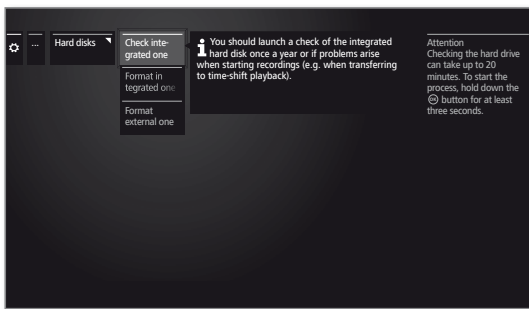 ...
Hard disks
Check inte-
grated one
Format in
tegrated one
Format
external one
You should launch a check of the integrated
hard disk once a year or if problems arise
when starting recordings (e.g. when transferring
to time-shift playback).
Attention
Checking the hard drive
can take up to 20
minutes. To start the
process, hold down the
OK button for at least
three seconds.